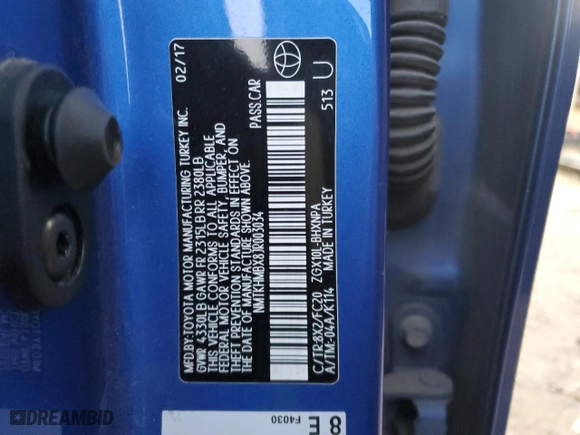 MFD.BY:TOYOTA MOTOR MANUFACTURING TURKEY INC. 02/17
GVWR 4330LB GAWR FR 2315LB RR 2380LB
THIS VEHICLE CONFORMS TO ALL APPLICABLE
FEDERAL MOTOR VEHICLE SAFETY, BUMPER, AND
THEFT PREVENTION STANDARDS IN EFFECT ON
THE DATE OF MANUFACTURE SHOWN ABOVE.
NMTKHMBX8JR003034 PASS.CAR
C/TR:8X2/FC20 ZGX10L-BHXNPA
A/TM:-04A/K114 MADE IN TURKEY
513 U
8E
F4030
DREAMBID